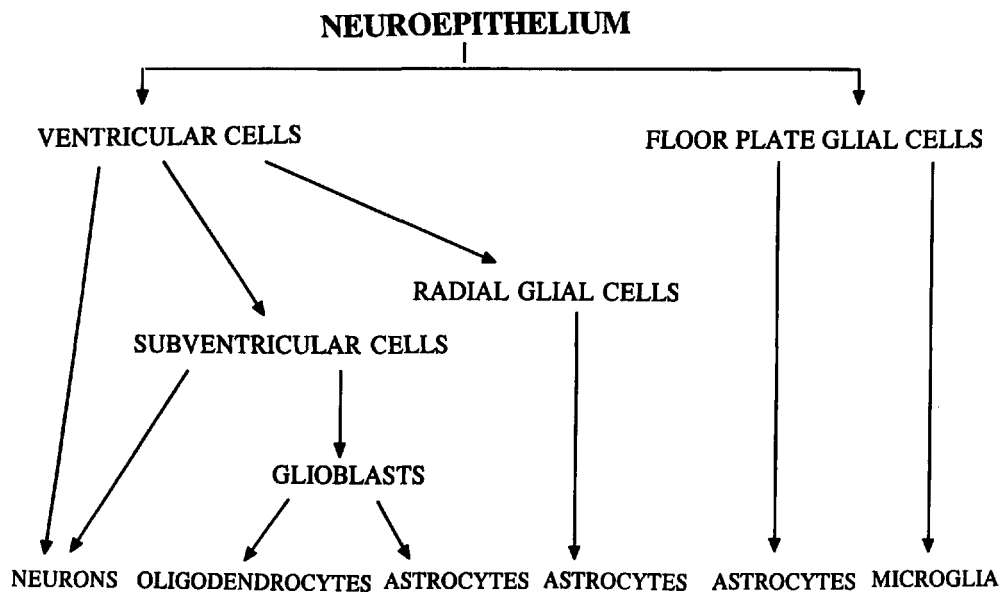 NEUROEPITHELIUM
VENTRICULAR CELLS
FLOOR PLATE GLIAL CELLS
RADIAL GLIAL CELLS
SUBVENTRICULAR CELLS
GLIOBLASTS
NEURONS OLIGODENDROCYTES ASTROCYTES ASTROCYTES ASTROCYTES MICROGLIA